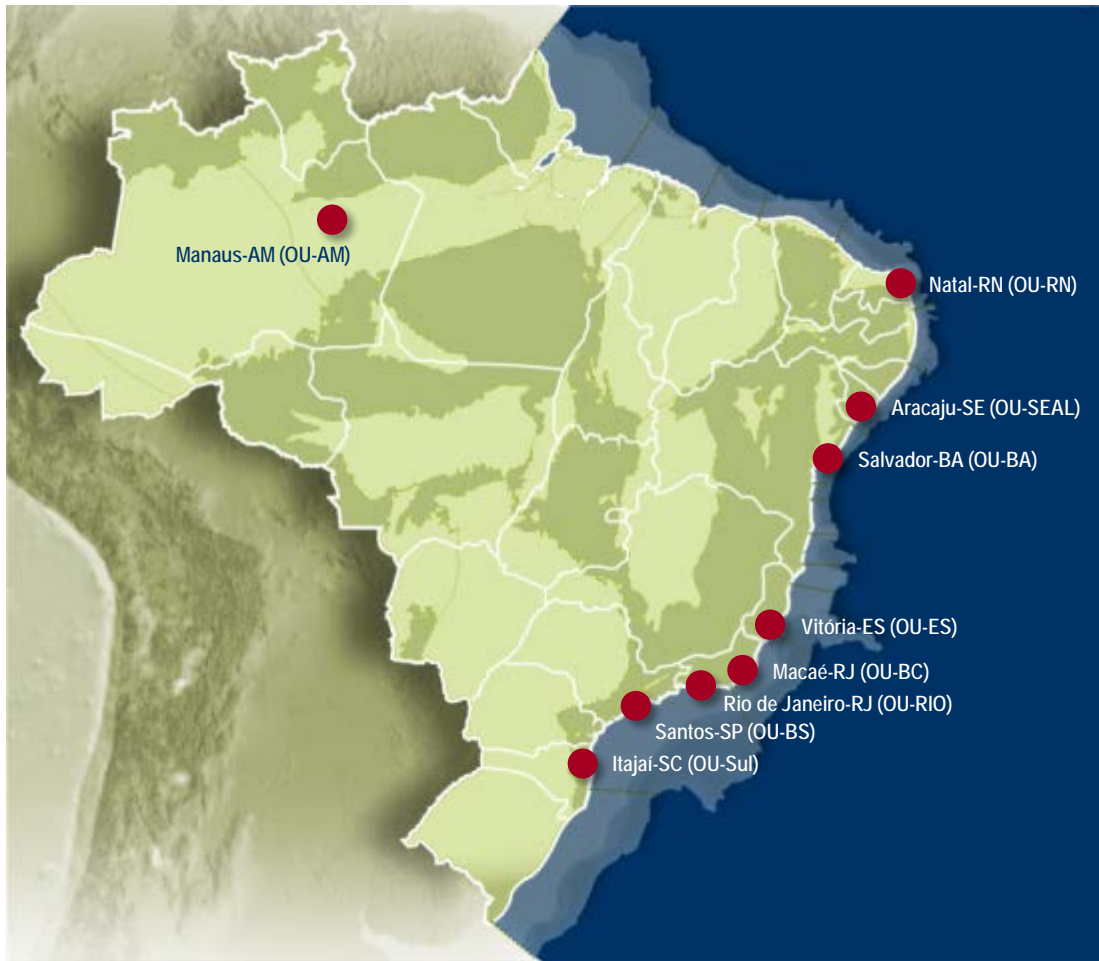 Manaus-AM (OU-AM)
Natal-RN (OU-RN)
Aracaju-SE (OU-SEAL)
Salvador-BA (OU-BA)
Vitória-ES (OU-ES)
Macaé-RJ (OU-BC)
Rio de Janeiro-RJ (OU-RIO)
Santos-SP (OU-BS)
Itajaí-SC (OU-Sul)